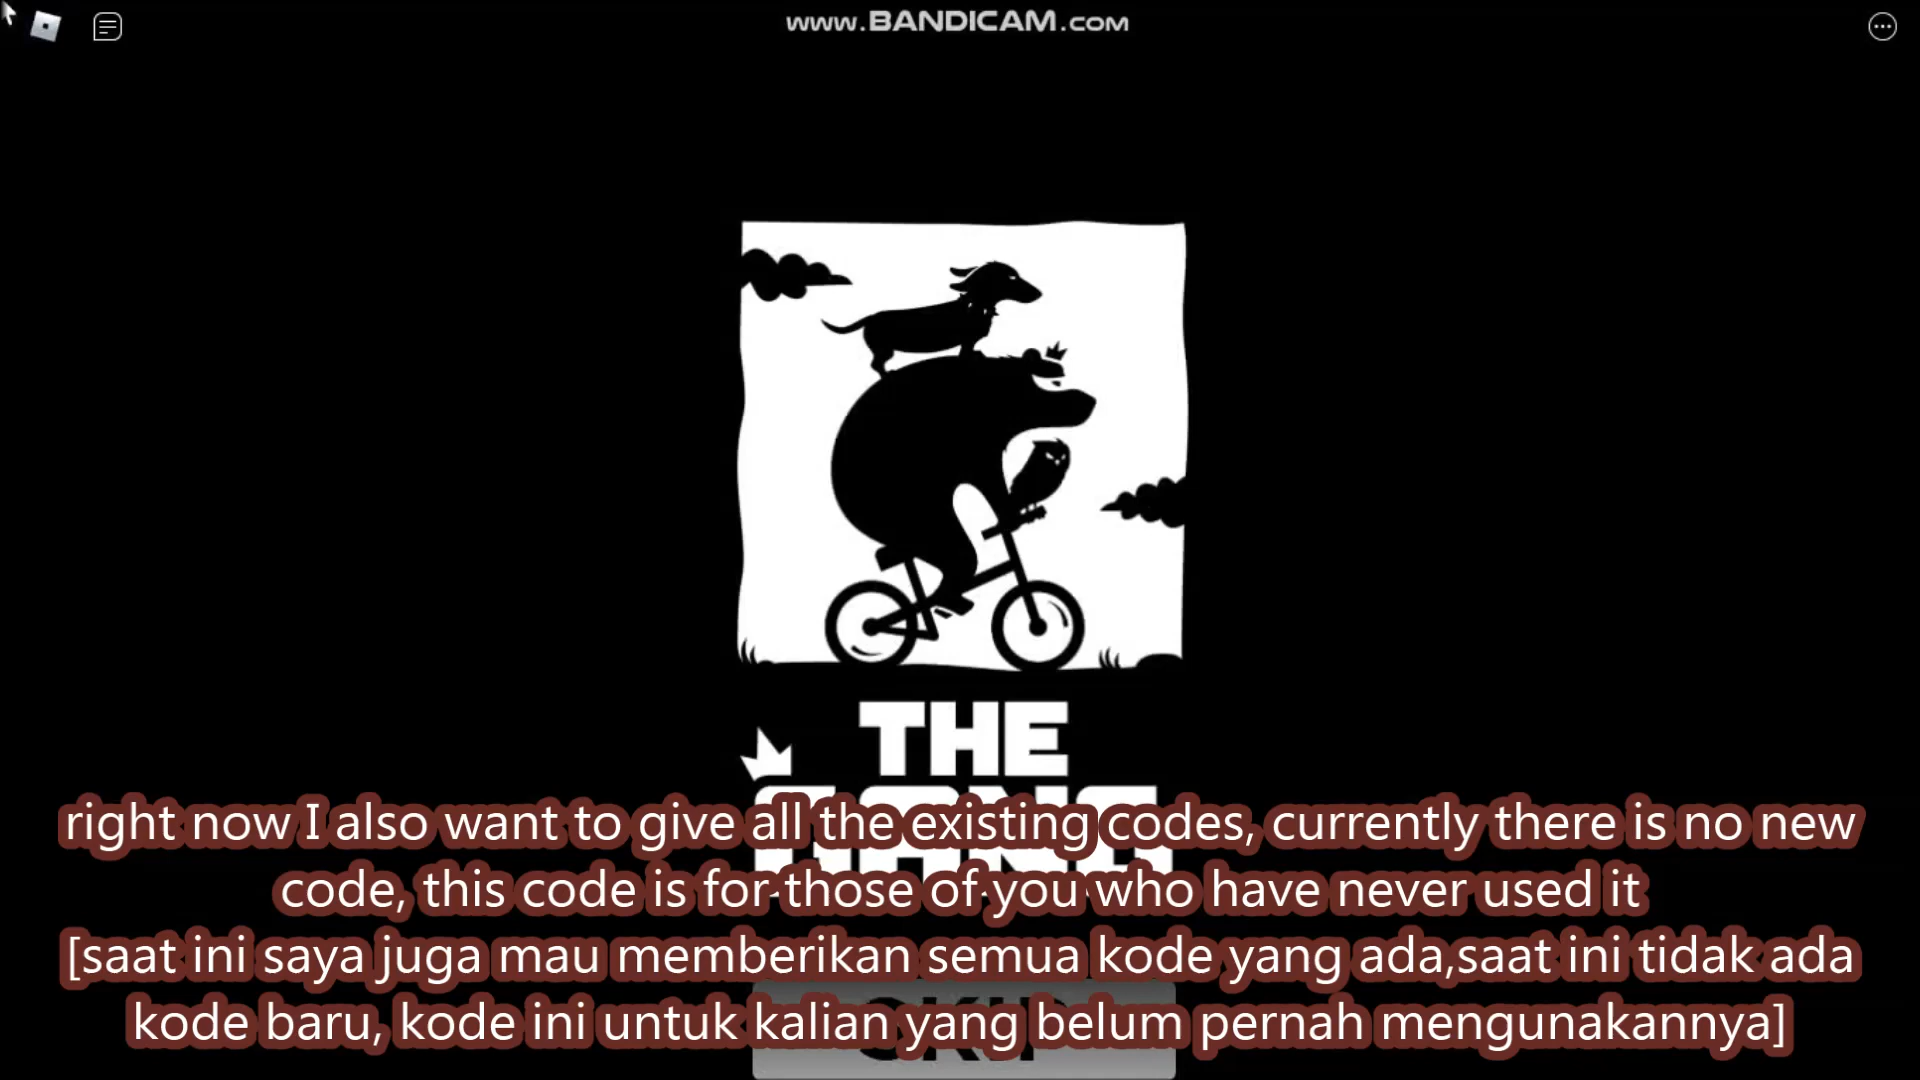 www.BANDICAM.com
THE
GANG
right now I also want to give all the existing codes, currently there is no new
code, this code is for those of you who have never used it
[saat ini saya juga mau memberikan semua kode yang ada,saat ini tidak ada
kode baru, kode ini untuk kalian yang belum pernah mengunakannya]
SKIP